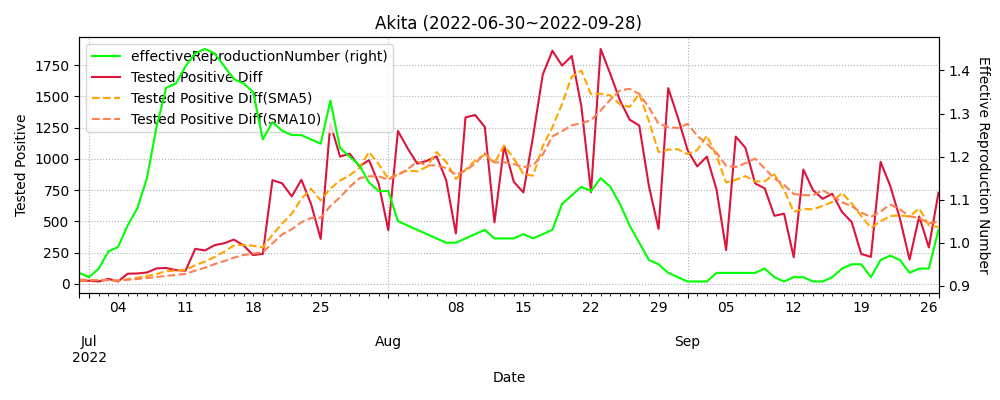 Akita (2022-06-30~2022-09-28)
effectiveReproductionNumber (right)
Tested Positive Diff
Tested Positive Diff(SMA5)
Tested Positive Diff(SMA10)
Tested Positive
1750
1500
1250
1000
750
500
250
0
1.4
1.3
1.2
1.1
1.0
0.9
Effective Reproduction Number
04 11 18 25 08 15 22 29 05 12 19 26
Jul Aug Sep
2022
Date